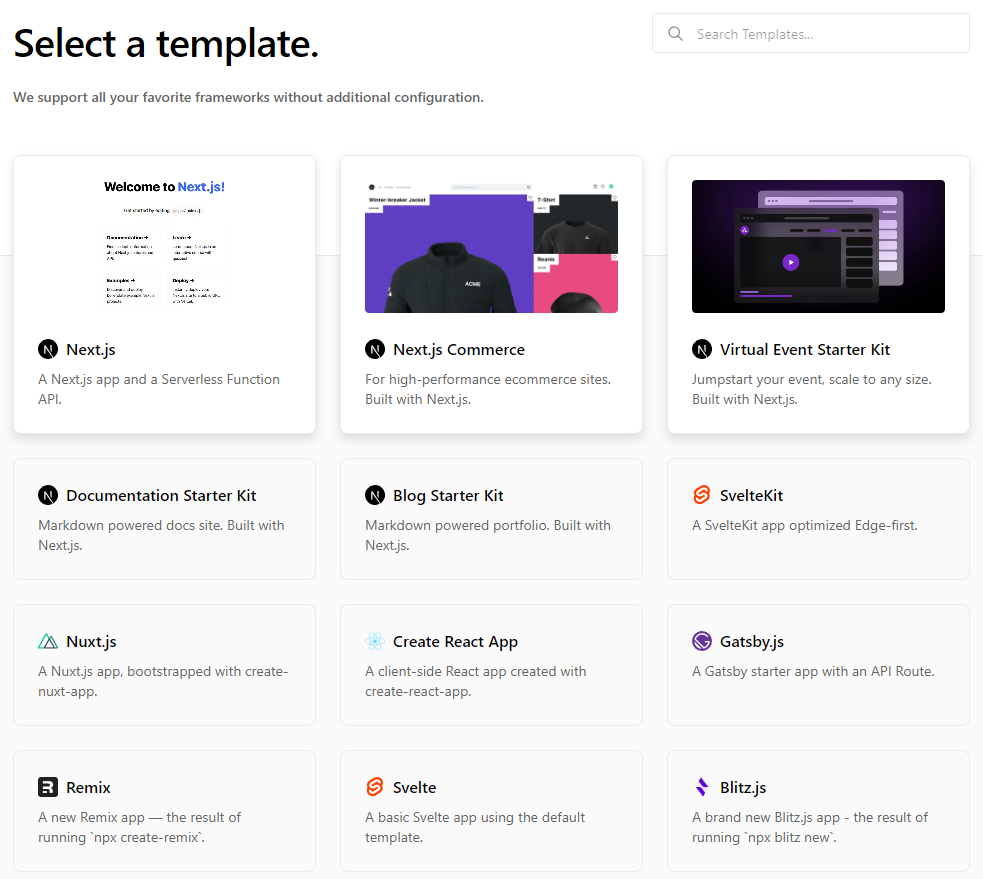 Select a template.
Search Templates...
We support all your favorite frameworks without additional configuration.
Welcome to Next.js!
Get started by editing
Documentation →
Learn →
Examples →
Deploy →
Winter-breaker Jacket
T-Shirt
ACME
Beanie
Next.js
A Next.js app and a Serverless Function
API.
Next.js Commerce
For high-performance ecommerce sites.
Built with Next.js.
Virtual Event Starter Kit
Jumpstart your event, scale to any size.
Built with Next.js.
Documentation Starter Kit
Markdown powered docs site. Built with
Next.js.
Blog Starter Kit
Markdown powered portfolio. Built with
Next.js.
SvelteKit
A SvelteKit app optimized Edge-first.
Nuxt.js
A Nuxt.js app, bootstrapped with create-
nuxt-app.
Create React App
A client-side React app created with
create-react-app.
Gatsby.js
A Gatsby starter app with an API Route.
Remix
A new Remix app — the result of
running `npx create-remix`.
Svelte
A basic Svelte app using the default
template.
Blitz.js
A brand new Blitz.js app - the result of
running `npx blitz new`.